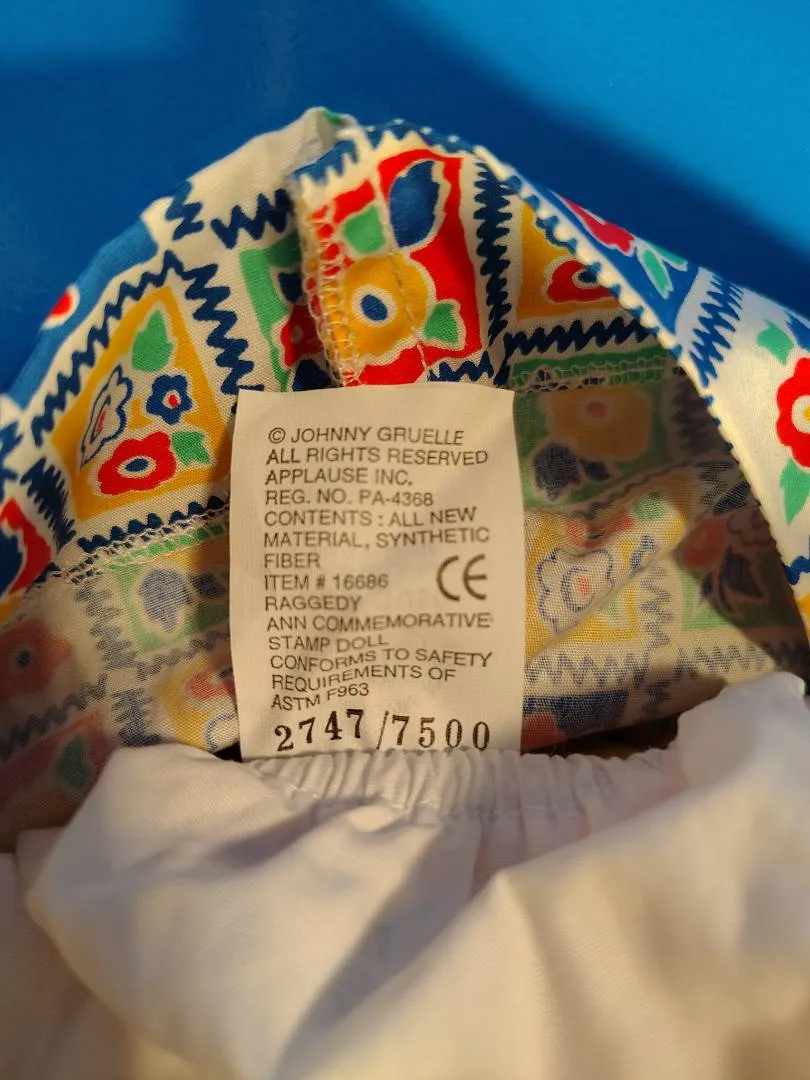 © JOHNNY GRUELLE
ALL RIGHTS RESERVED
APPLAUSE INC.
REG. NO. PA-4368
CONTENTS : ALL NEW
MATERIAL, SYNTHETIC
FIBER
ITEM # 16686 CE
RAGGEDY
ANN COMMEMORATIVE
STAMP DOLL
CONFORMS TO SAFETY
REQUIREMENTS OF
ASTM F963
2747/7500